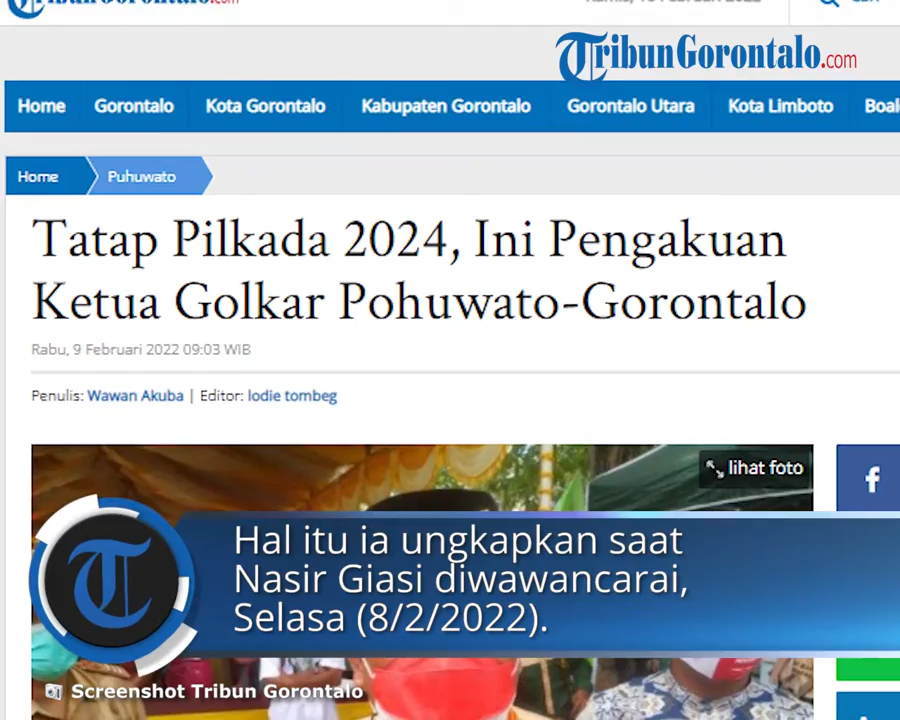 TribunGorontalo.com
TribunGorontalo.com
Home Gorontalo Kota Gorontalo Kabupaten Gorontalo Gorontalo Utara Kota Limboto
Home Puhuwato
Tatap Pilkada 2024, Ini Pengakuan
Ketua Golkar Pohuwato-Gorontalo
Rabu, 9 Februari 2022 09:03 WIB
Penulis: Wawan Akuba | Editor: lodie tombeg
lihat foto
f
Hal itu ia ungkapkan saat
Nasir Giasi diwawancarai,
Selasa (8/2/2022).
T
Screenshot Tribun Gorontalo